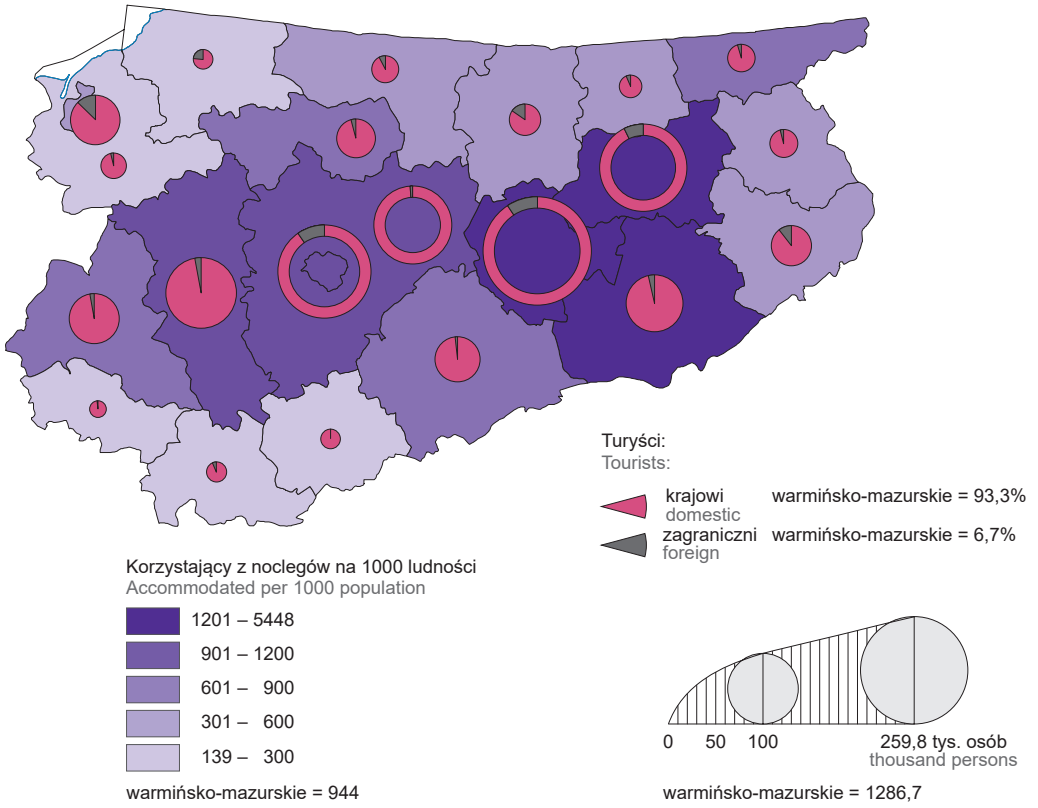 Turyści:
Tourists:
krajowi warmińsko-mazurskie = 93,3%
domestic
zagraniczni warmińsko-mazurskie = 6,7%
foreign
Korzystający z noclegów na 1000 ludności
Accommodated per 1000 population
1201 – 5448
901 – 1200
601 – 900
301 – 600
139 – 300
warmińsko-mazurskie = 944
0 50 100 259,8 tys. osób
thousand persons
warmińsko-mazurskie = 1286,7